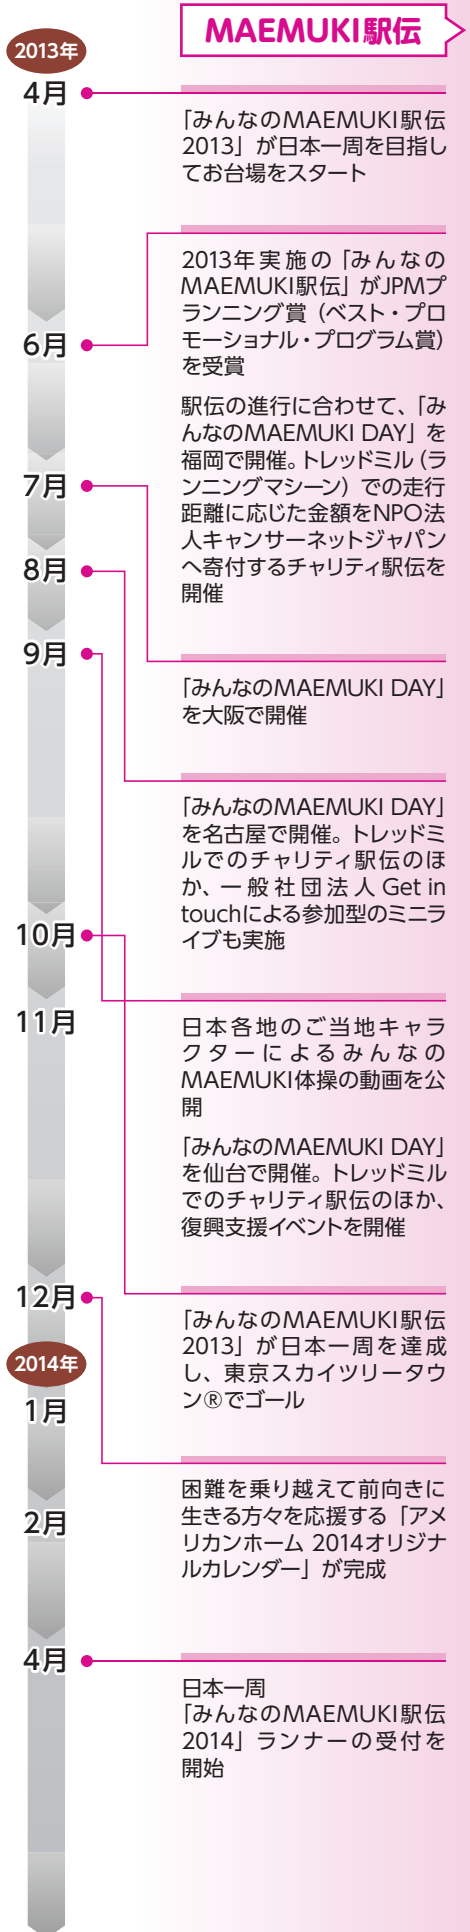 MAEMUKI駅伝
2013年
4月
「みんなのMAEMUKI駅伝
2013」が日本一周を目指し
てお台場をスタート
6月
2013年実施の「みんなの
MAEMUKI駅伝」がJPMプ
ランニング賞（ベスト・プロ
モーショナル・プログラム賞）
を受賞
駅伝の進行に合わせて、「み
んなのMAEMUKI DAY」を
福岡で開催。トレッドミル（ラ
ンニングマシーン）での走行
距離に応じた金額をNPO法
人キャンサーネットジャパン
へ寄付するチャリティ駅伝を
開催
7月
「みんなのMAEMUKI DAY」
を大阪で開催
8月
「みんなのMAEMUKI DAY」
を名古屋で開催。トレッドミ
ルでのチャリティ駅伝のほ
か、一般社団法人Get in
touchによる参加型のミニラ
イブも実施
9月
日本各地のご当地キャラ
クターによるみんなの
MAEMUKI体操の動画を公
開
「みんなのMAEMUKI DAY」
を仙台で開催。トレッドミル
でのチャリティ駅伝のほか、
復興支援イベントを開催
10月
「みんなのMAEMUKI駅伝
2013」が日本一周を達成
し、東京スカイツリータウ
ン®でゴール
11月
12月
困難を乗り越えて前向きに
生きる方々を応援する「アメ
リカンホーム 2014オリジナ
ルカレンダー」が完成
2014年
1月
2月
4月
日本一周
「みんなのMAEMUKI駅伝
2014」ランナーの受付を
開始